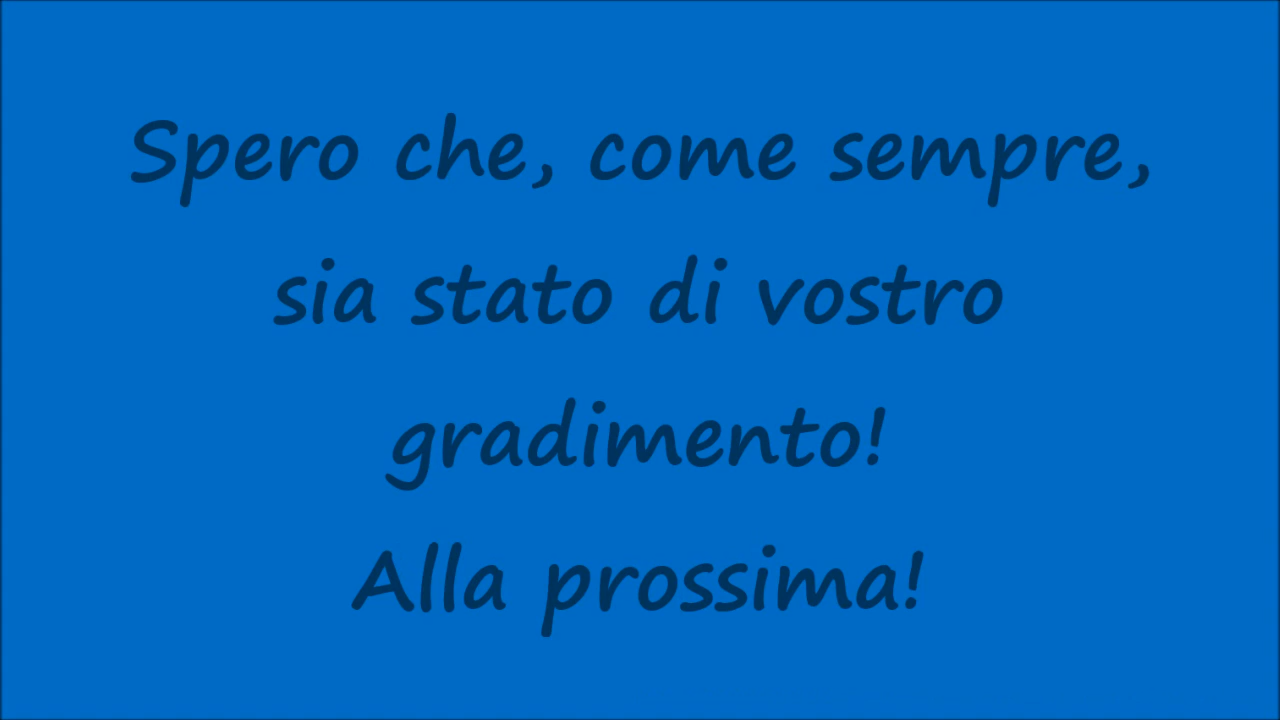 Spero che, come sempre,
sia stato di vostro
gradimento!
Alla prossima!